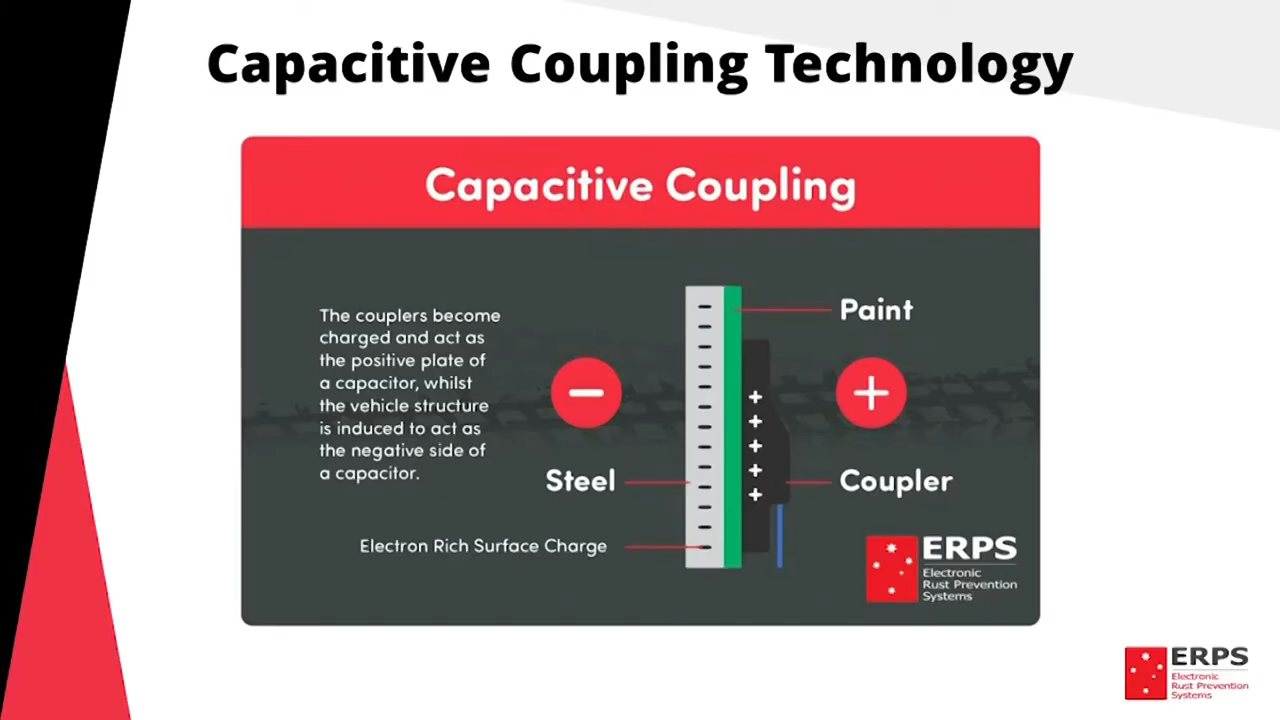 Capacitive Coupling Technology
Capacitive Coupling
The couplers become
charged and act as
the positive plate of
a capacitor, whilst
the vehicle structure
is induced to act as
the negative side of
a capacitor.
Paint
Steel
Coupler
Electron Rich Surface Charge
ERPS
Electronic
Rust Prevention
Systems
ERPS
Electronic
Rust Prevention
Systems